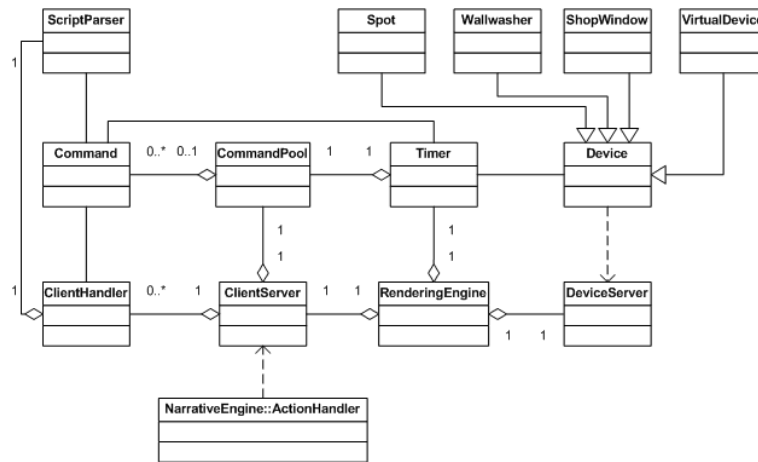 ScriptParser
Spot
Wallwasher
ShopWindow
VirtualDevice
1
Command
0..*
0..1
CommandPool
1
1
Timer
Device
1
1
1
1
1
ClientHandler
0..*
1
ClientServer
1
1
RenderingEngine
1
1
DeviceServer
NarrativeEngine::ActionHandler